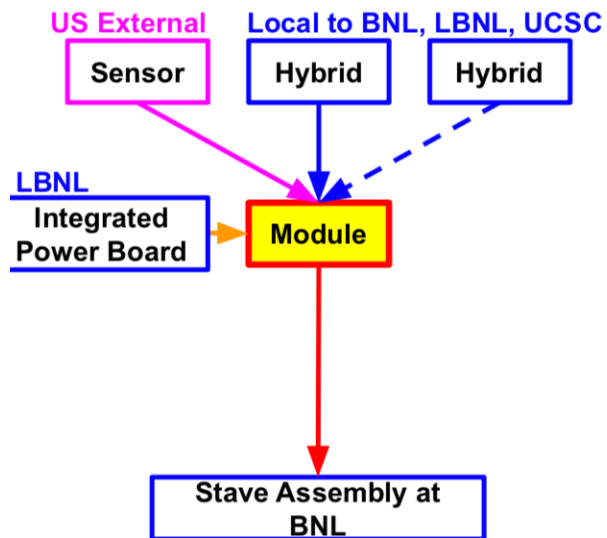 US External
Local to BNL, LBNL, UCSC
Sensor
Hybrid
Hybrid
LBNL
Integrated
Power Board
Module
Stave Assembly at
BNL